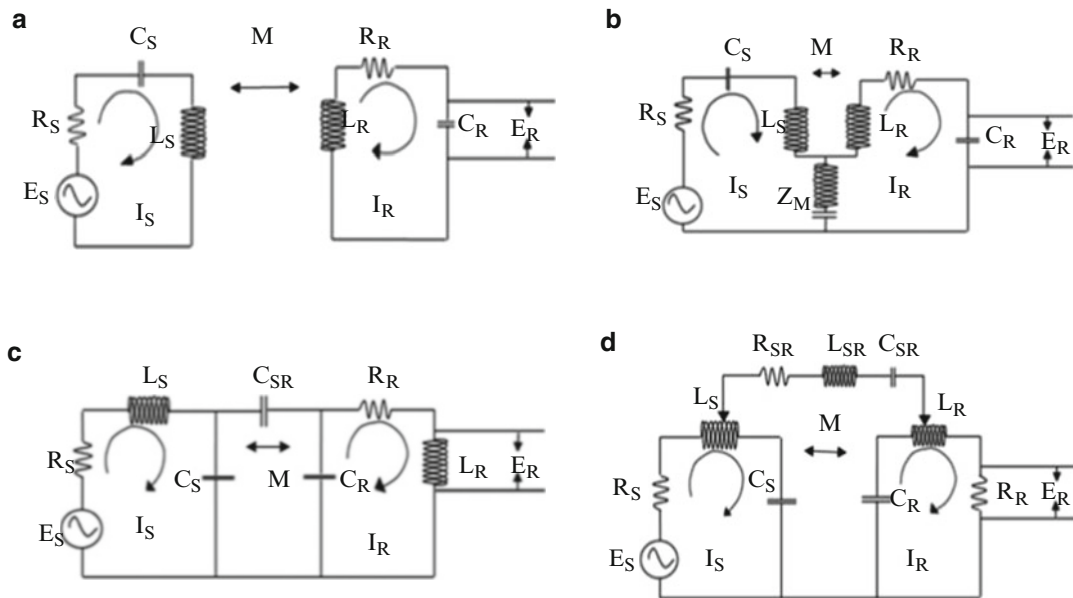 a
C_S M R_R
R_S L_S L_R C_R E_R
E_S I_S I_R
b
C_S M R_R
R_S L_S L_R C_R E_R
E_S I_S Z_M I_R
c
L_S C_SR R_R
R_S C_S M C_R L_R E_R
E_S I_S I_R
d
R_SR L_SR C_SR
L_S M L_R
R_S C_S C_R R_R E_R
E_S I_S I_R